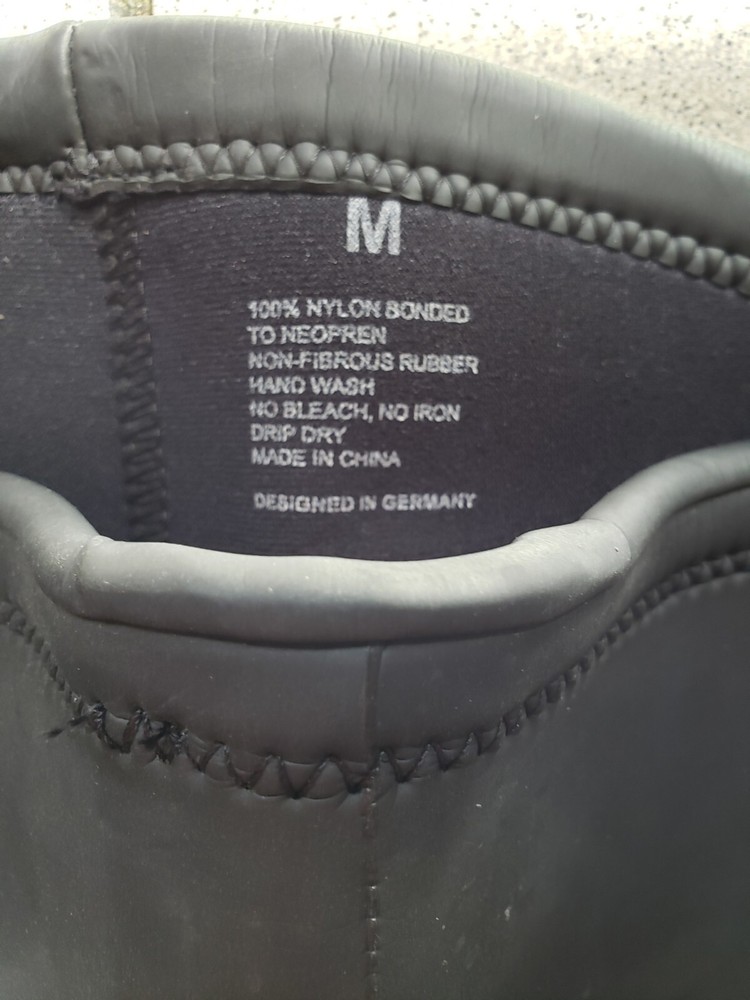 M
100% NYLON BONDED
TO NEOPREN
NON-FIBROUS RUBBER
HAND WASH
NO BLEACH, NO IRON
DRIP DRY
MADE IN CHINA
DESIGNED IN GERMANY